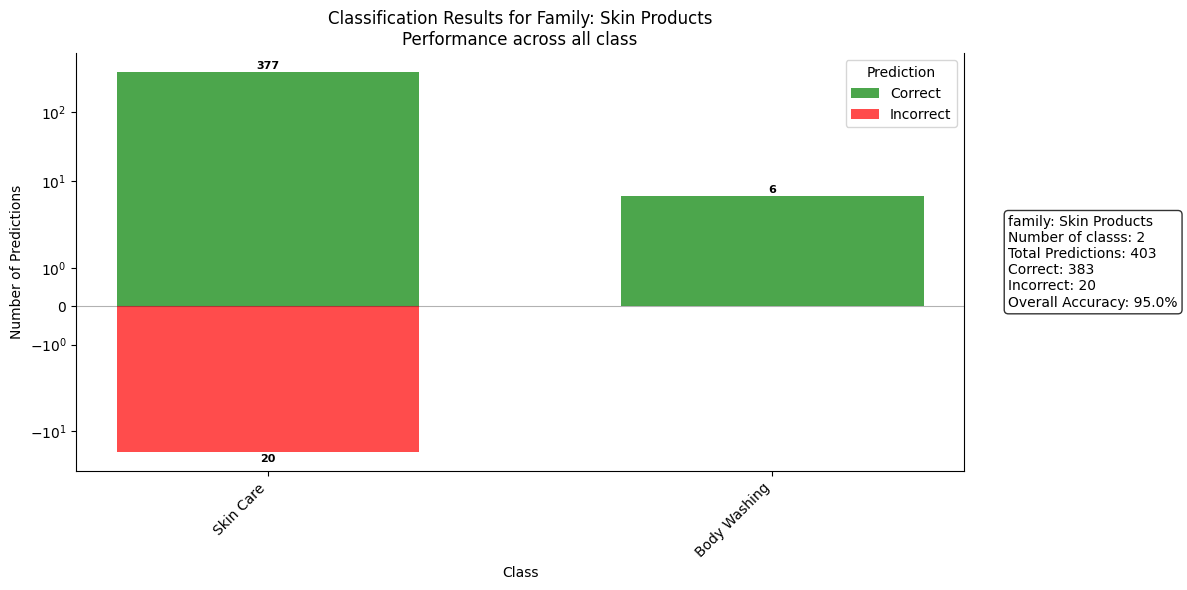 Classification Results for Family: Skin Products
Performance across all class
377
Prediction
Correct
Incorrect
10²
10¹
6
10⁰
0
−10⁰
−10¹
20
Number of Predictions
family: Skin Products
Number of classs: 2
Total Predictions: 403
Correct: 383
Incorrect: 20
Overall Accuracy: 95.0%
Skin Care
Body Washing
Class